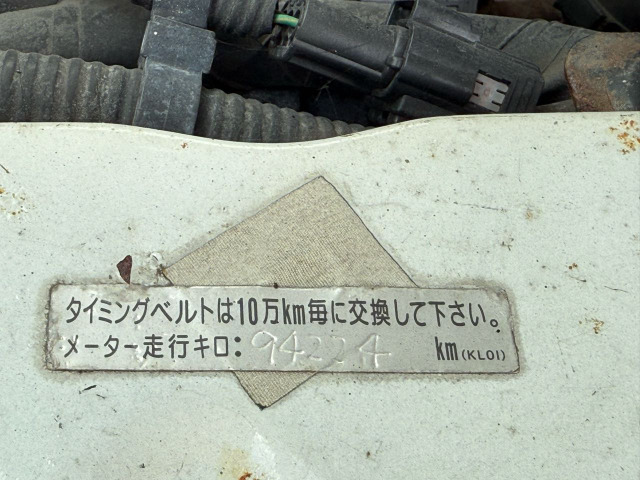 タイミングベルトは10万km毎に交換して下さい。
メーター走行キロ: 94224 km (KL01)